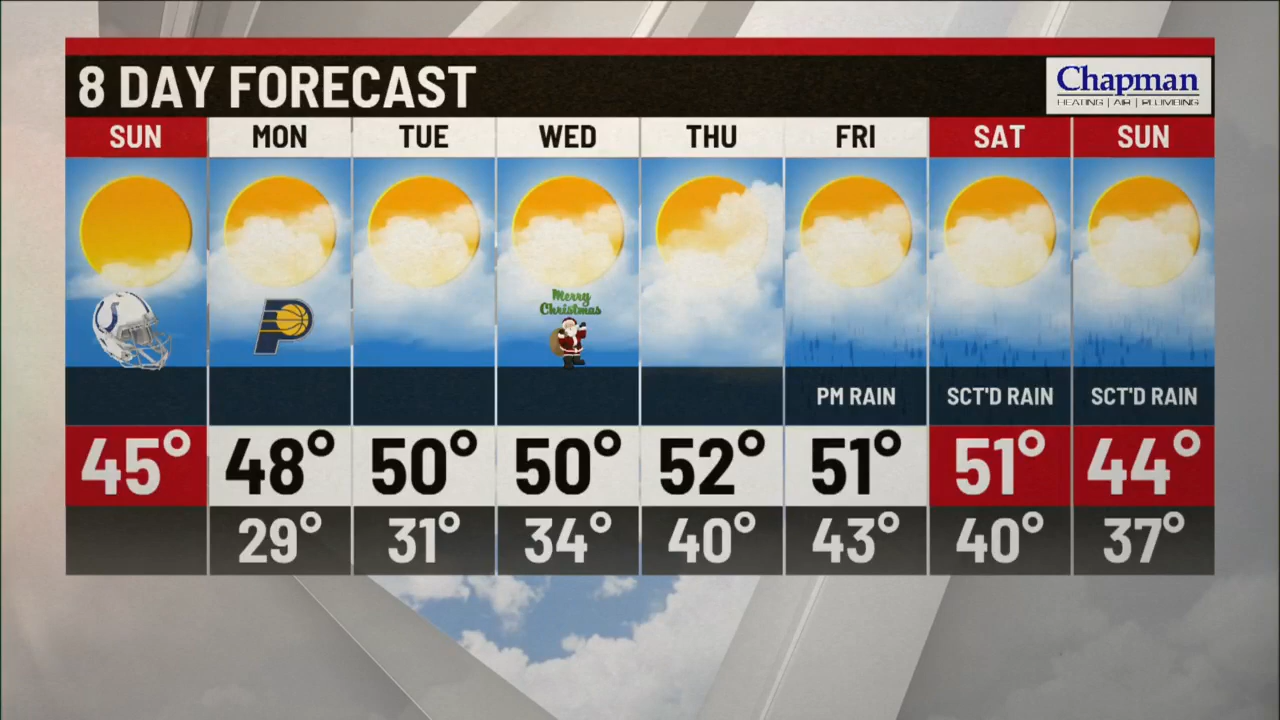 8 DAY FORECAST
Chapman
HEATING | AIR | PLUMBING
SUN MON TUE WED THU FRI SAT SUN
Merry
Christmas
PM RAIN SCT'D RAIN SCT'D RAIN
45° 48° 50° 50° 52° 51° 51° 44°
29° 31° 34° 40° 43° 40° 37°